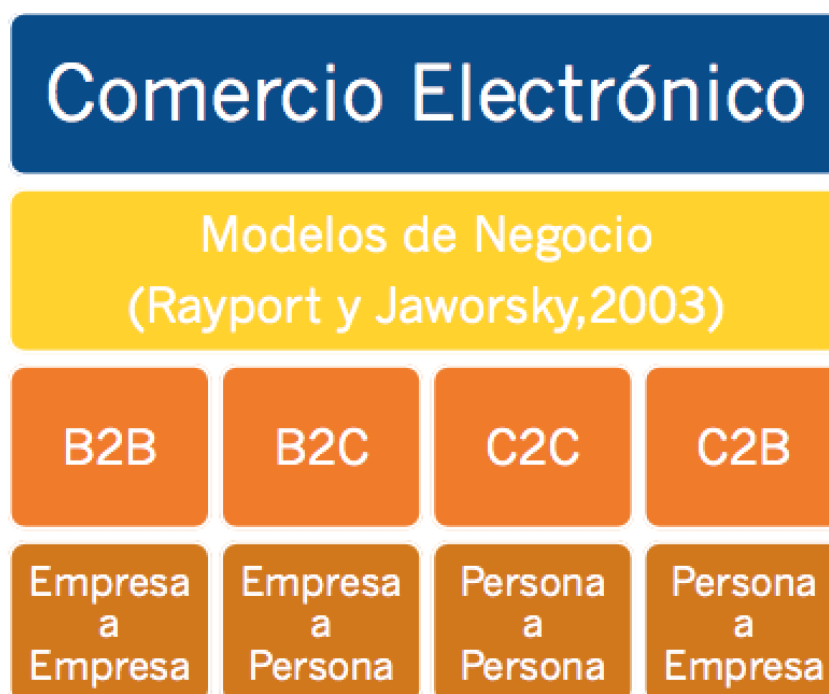 Comercio Electrónico
Modelos de Negocio
(Rayport y Jaworsky,2003)
B2B
B2C
C2C
C2B
Empresa
a
Empresa
Empresa
a
Persona
Persona
a
Persona
Persona
a
Empresa